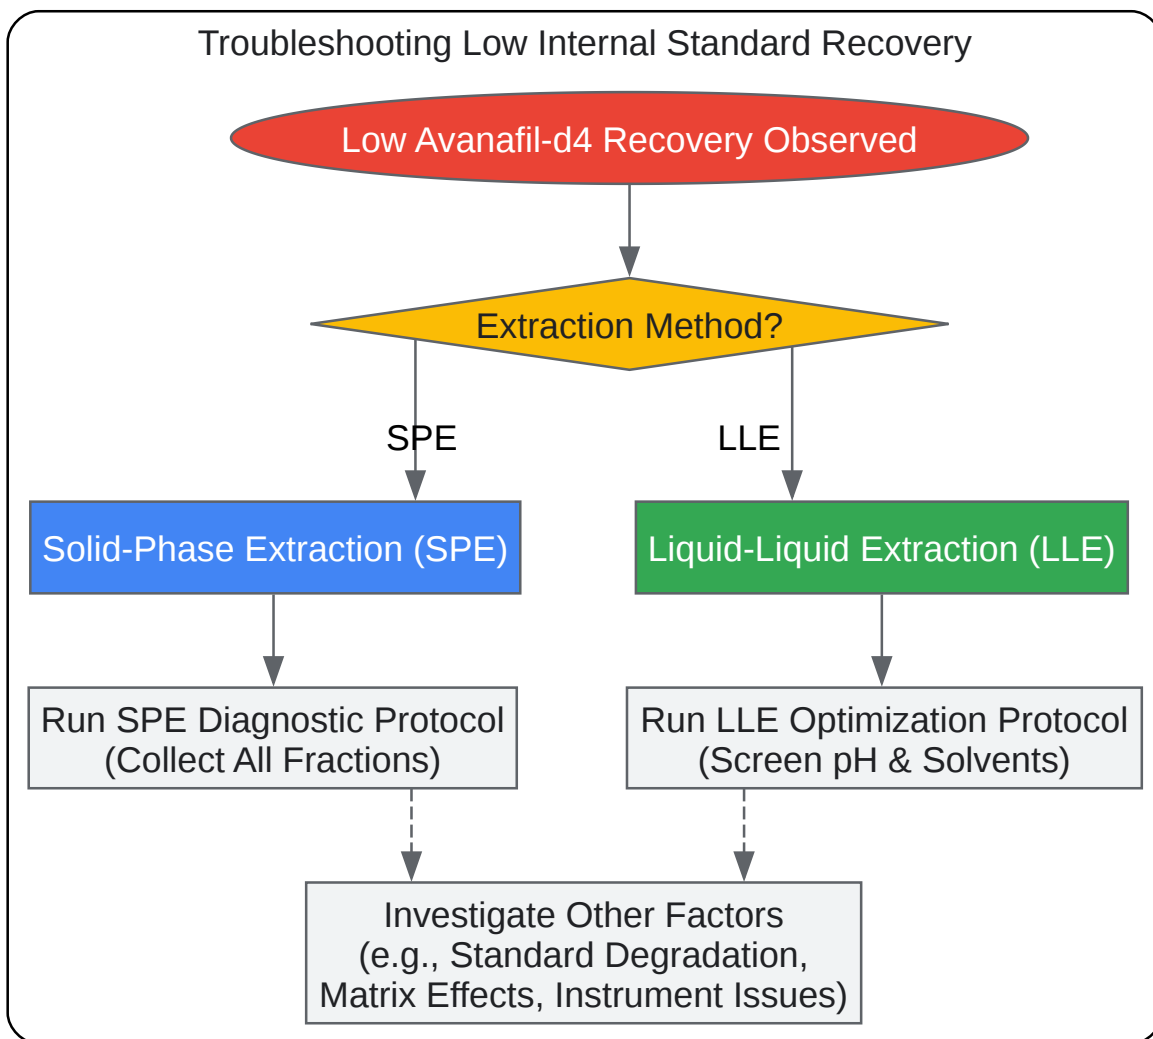 Troubleshooting Low Internal Standard Recovery
Low Avanafil-d4 Recovery Observed
Extraction Method?
SPE
LLE
Solid-Phase Extraction (SPE)
Liquid-Liquid Extraction (LLE)
Run SPE Diagnostic Protocol
(Collect All Fractions)
Run LLE Optimization Protocol
(Screen pH & Solvents)
Investigate Other Factors
(e.g., Standard Degradation,
Matrix Effects, Instrument Issues)